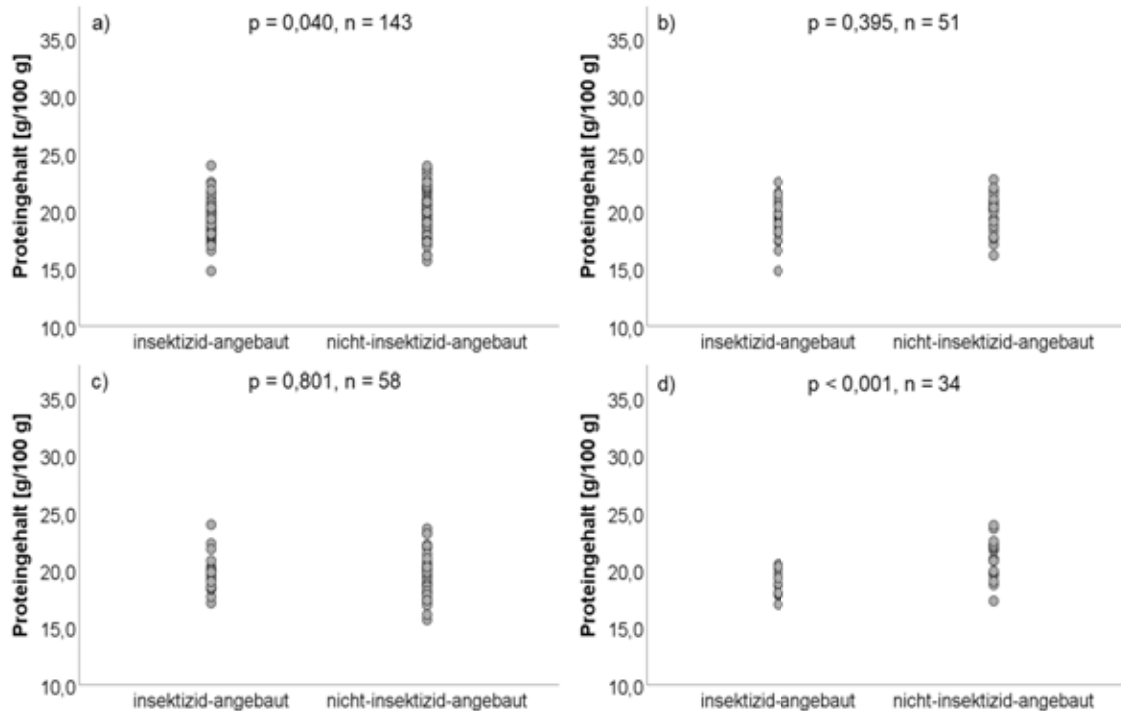 a) p = 0,040, n = 143
Proteingehalt [g/100 g]
35,0
30,0
25,0
20,0
15,0
10,0
insektizid-angebaut nicht-insektizid-angebaut
b) p = 0,395, n = 51
Proteingehalt [g/100 g]
35,0
30,0
25,0
20,0
15,0
10,0
insektizid-angebaut nicht-insektizid-angebaut
c) p = 0,801, n = 58
Proteingehalt [g/100 g]
35,0
30,0
25,0
20,0
15,0
10,0
insektizid-angebaut nicht-insektizid-angebaut
d) p < 0,001, n = 34
Proteingehalt [g/100 g]
35,0
30,0
25,0
20,0
15,0
10,0
insektizid-angebaut nicht-insektizid-angebaut